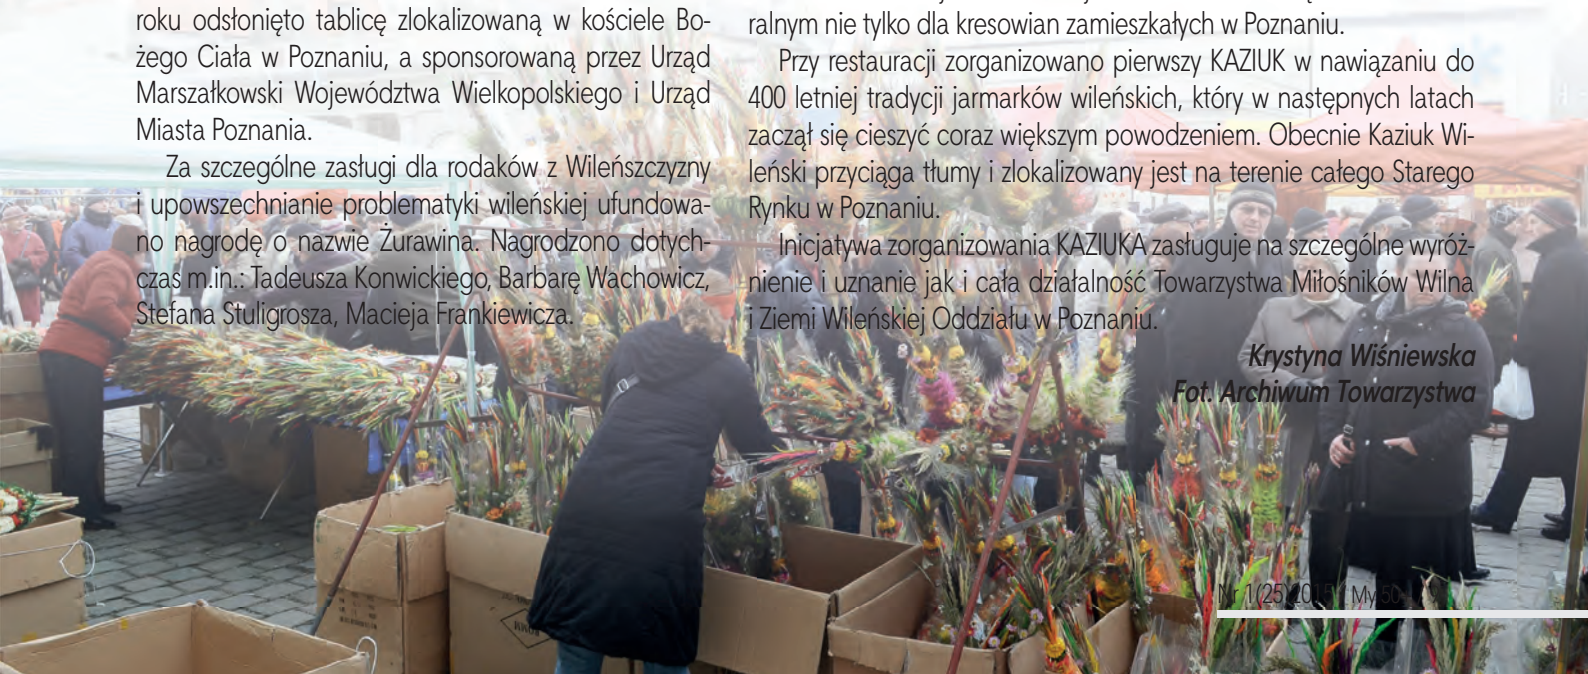 roku odsłonięto tablicę zlokalizowaną w kościele Bo-
żego Ciała w Poznaniu, a sponsorowaną przez Urząd
Marszałkowski Województwa Wielkopolskiego i Urząd
Miasta Poznania.
Za szczególne zasługi dla rodaków z Wileńszczyzny
i upowszechnianie problematyki wileńskiej ufundowa-
no nagrodę o nazwie Żurawina. Nagrodzono dotych-
czas m.in.: Tadeusza Konwickiego, Barbarę Wachowicz,
Stefana Stuligrosza, Macieja Frankiewicza.
ralnym nie tylko dla kresowian zamieszkałych w Poznaniu.
Przy restauracji zorganizowano pierwszy KAZIUK w nawiązaniu do
400 letniej tradycji jarmarków wileńskich, który w następnych latach
zaczął się cieszyć coraz większym powodzeniem. Obecnie Kaziuk Wi-
leński przyciąga tłumy i zlokalizowany jest na terenie całego Starego
Rynku w Poznaniu.
Inicjatywa zorganizowania KAZIUKA zasługuje na szczególne wyróż-
nienie i uznanie jak i cała działalność Towarzystwa Miłośników Wilna
i Ziemi Wileńskiej Oddziału w Poznaniu.
Krystyna Wiśniewska
Fot. Archiwum Towarzystwa
Nr 1(25)2015 My